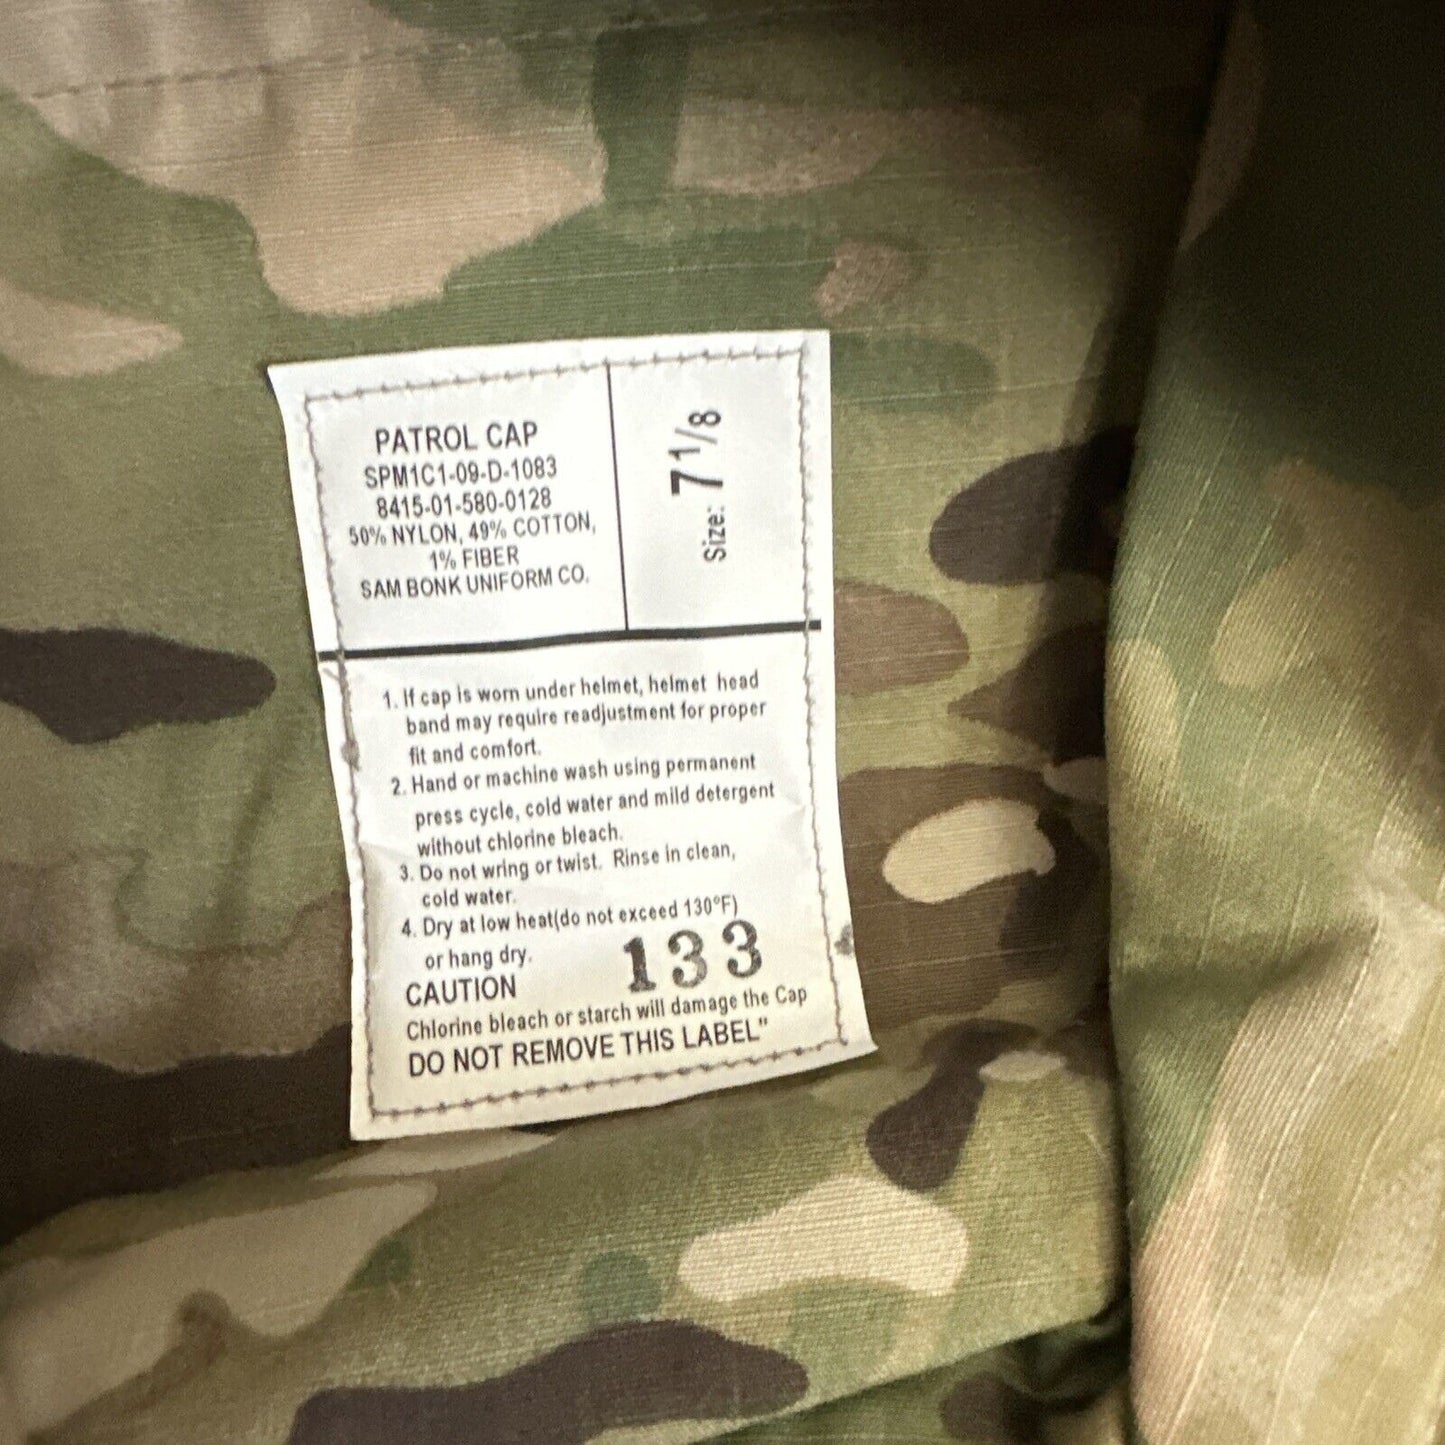 PATROL CAP
SPM1C1-09-D-1083
8415-01-580-0128
50% NYLON, 49% COTTON,
1% FIBER
SAM BONK UNIFORM CO.
Size: 7 1/8
1. If cap is worn under helmet, helmet head
band may require readjustment for proper
fit and comfort.
2. Hand or machine wash using permanent
press cycle, cold water and mild detergent
without chlorine bleach.
3. Do not wring or twist. Rinse in clean,
cold water.
4. Dry at low heat(do not exceed 130°F)
or hang dry.
133
CAUTION
Chlorine bleach or starch will damage the Cap
DO NOT REMOVE THIS LABEL"